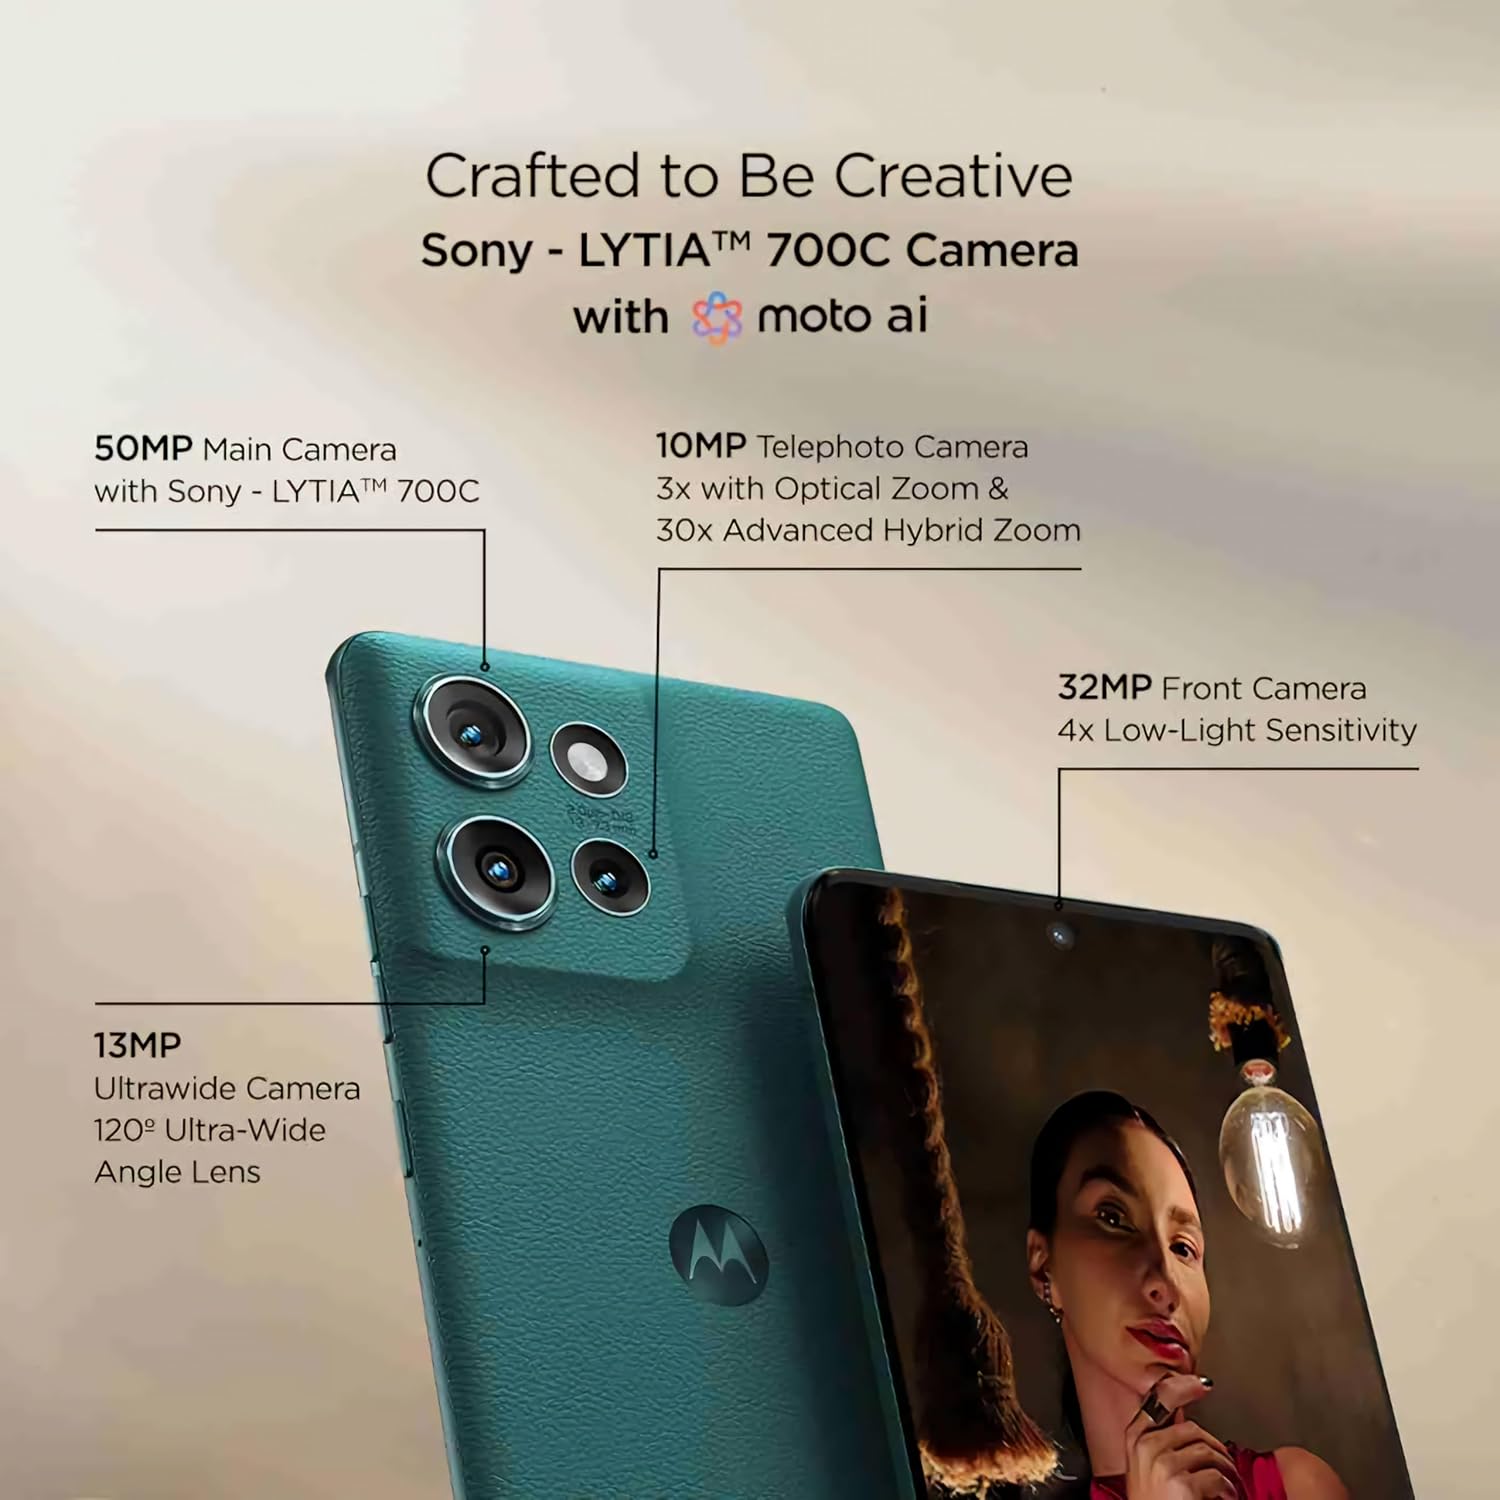 Crafted to Be Creative
Sony - LYTIA™ 700C Camera
with moto ai
50MP Main Camera
with Sony - LYTIA™ 700C
10MP Telephoto Camera
3x with Optical Zoom &
30x Advanced Hybrid Zoom
32MP Front Camera
4x Low-Light Sensitivity
13MP
Ultrawide Camera
120º Ultra-Wide
Angle Lens